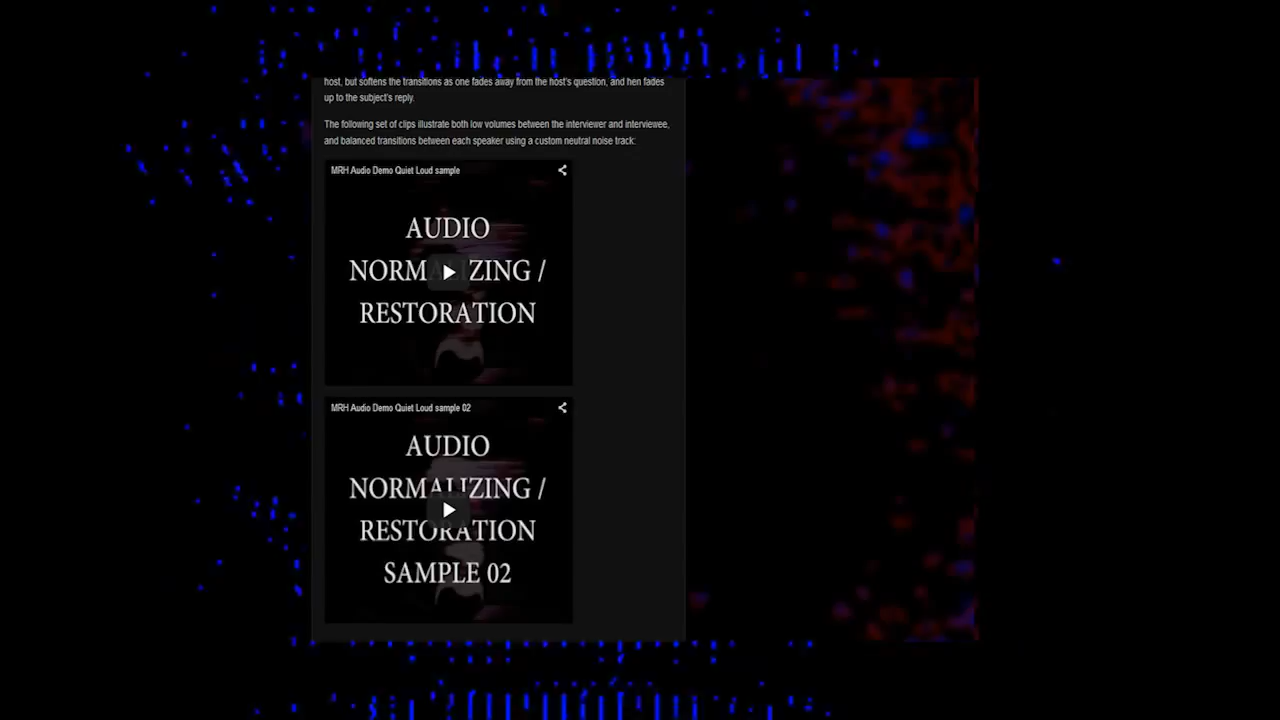 host, but softens the transitions as one fades away from the host's question, and hen fades
up to the subject's reply.
The following set of clips illustrate both low volumes between the interviewer and interviewee,
and balanced transitions between each speaker using a custom neutral noise track:
MRH Audio Demo Quiet Loud sample
AUDIO
NORMALIZING /
RESTORATION
MRH Audio Demo Quiet Loud sample 02
AUDIO
NORMALIZING /
RESTORATION
SAMPLE 02